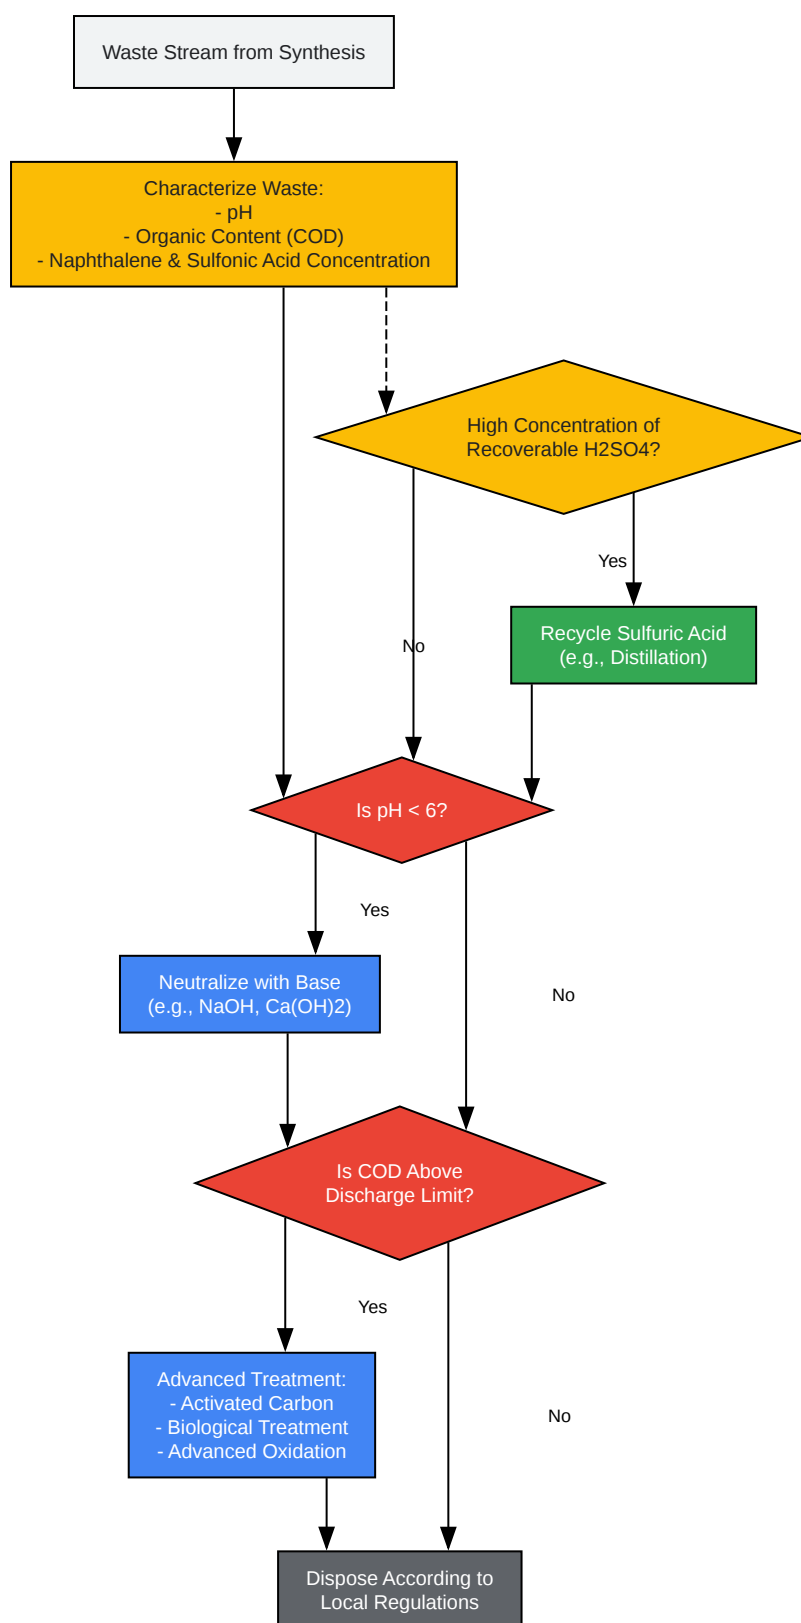 Waste Stream from Synthesis
Characterize Waste:
- pH
- Organic Content (COD)
- Naphthalene & Sulfonic Acid Concentration
High Concentration of
Recoverable H2SO4?
Yes
Recycle Sulfuric Acid
(e.g., Distillation)
No
Is pH < 6?
Yes
Neutralize with Base
(e.g., NaOH, Ca(OH)2)
No
Is COD Above
Discharge Limit?
Yes
Advanced Treatment:
- Activated Carbon
- Biological Treatment
- Advanced Oxidation
No
Dispose According to
Local Regulations